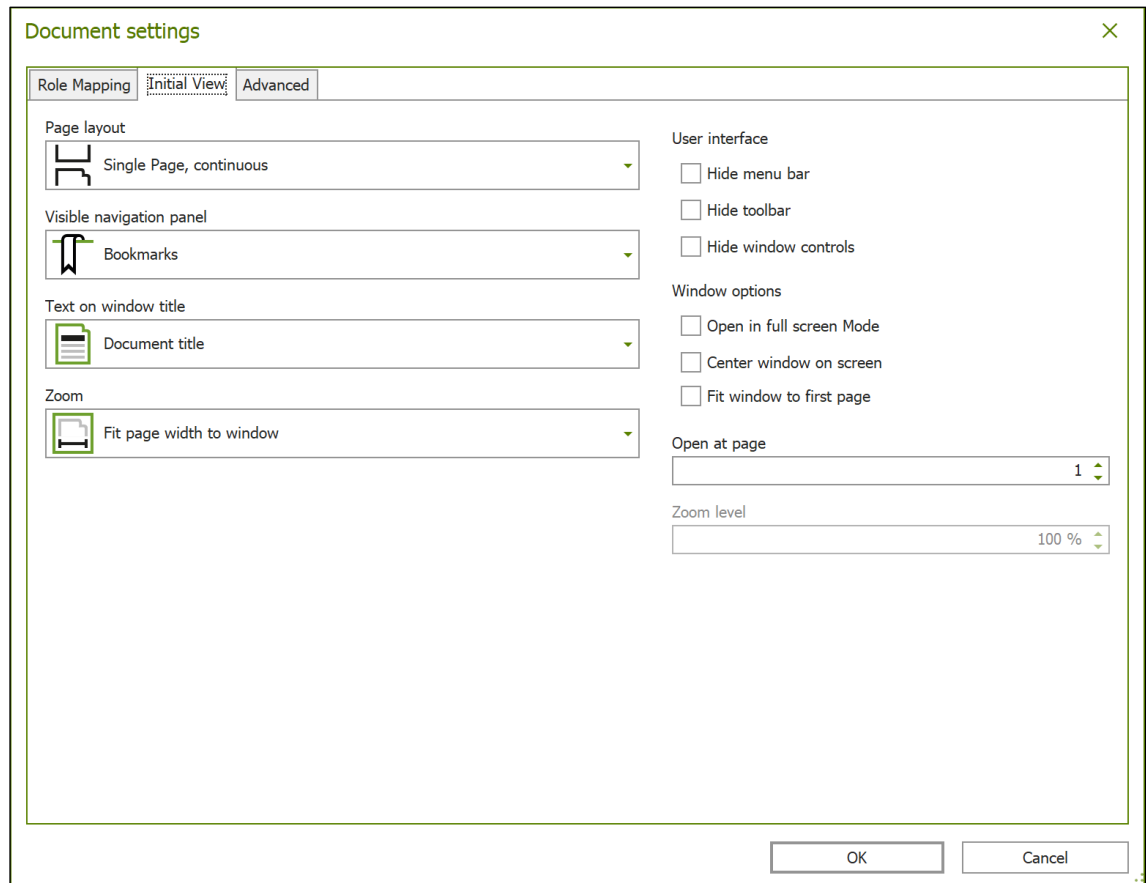 Document settings
Role Mapping
Initial View
Advanced
Page layout
Single Page, continuous
Visible navigation panel
Bookmarks
Text on window title
Document title
Zoom
Fit page width to window
User interface
Hide menu bar
Hide toolbar
Hide window controls
Window options
Open in full screen Mode
Center window on screen
Fit window to first page
Open at page
1
Zoom level
100 %
OK
Cancel